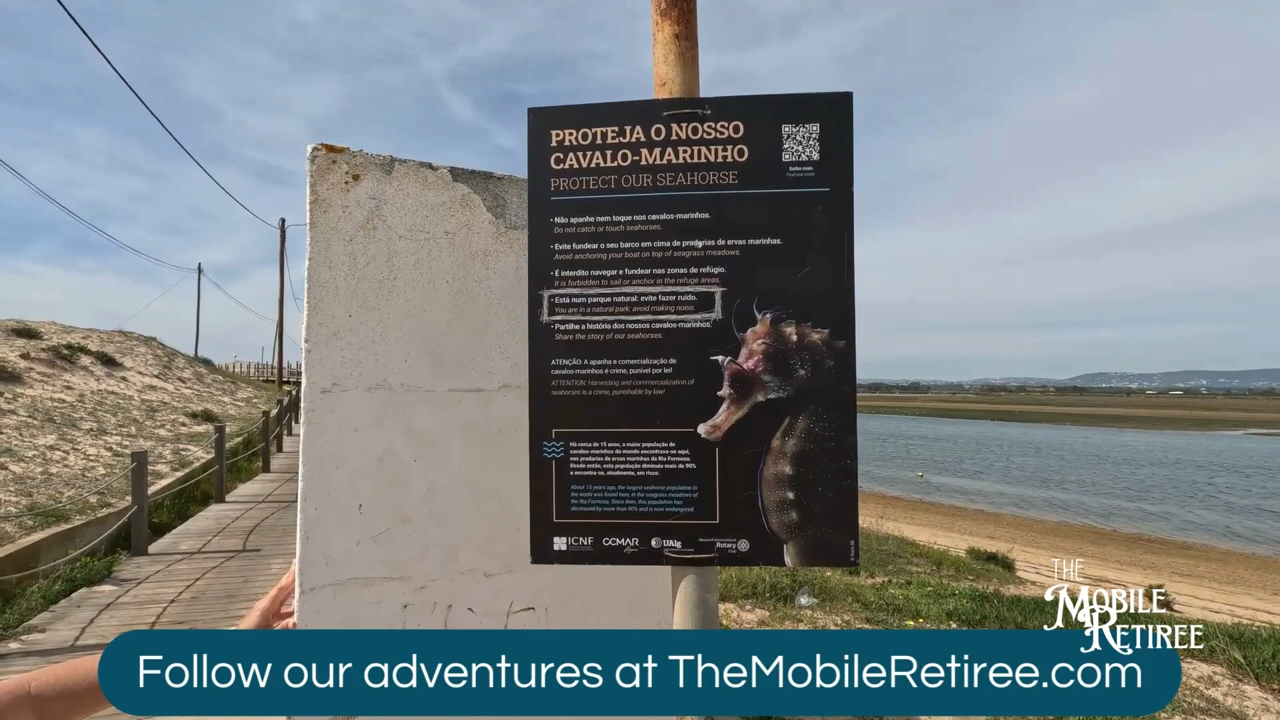 PROTEJA O NOSSO
CAVALO-MARINHO
PROTECT OUR SEAHORSE
Saiba mais
Find out more
• Não apanhe nem toque nos cavalos-marinhos.
Do not catch or touch seahorses.
• Evite fundear o seu barco em cima de pradarias de ervas marinhas.
Avoid anchoring your boat on top of seagrass meadows.
• É interdito navegar e fundear nas zonas de refúgio.
It is forbidden to sail or anchor in the refuge areas.
• Está num parque natural: evite fazer ruído.
You are in a natural park: avoid making noise.
• Partilhe a história dos nossos cavalos-marinhos.
Share the story of our seahorses.
ATENÇÃO: A apanha e comercialização de
cavalos-marinhos é crime, punível por lei!
ATTENTION: Harvesting and commercialization of
seahorses is a crime, punishable by law!
Há cerca de 15 anos, a maior população de
cavalos-marinhos do mundo encontrava-se aqui,
nas pradarias de ervas marinhas da Ria Formosa.
Desde então, esta população diminuiu mais de 90%
e encontra-se, atualmente, em risco.
About 15 years ago, the largest seahorse population in
the world was found here, in the seagrass meadows of
the Ria Formosa. Since then, this population has
decreased by more than 90% and is now endangered.
ICNF
CCMAR
Algarve
UAlg
Almancil International
Rotary
Club
THE
MOBILE
RETIREE
Follow our adventures at TheMobileRetiree.com